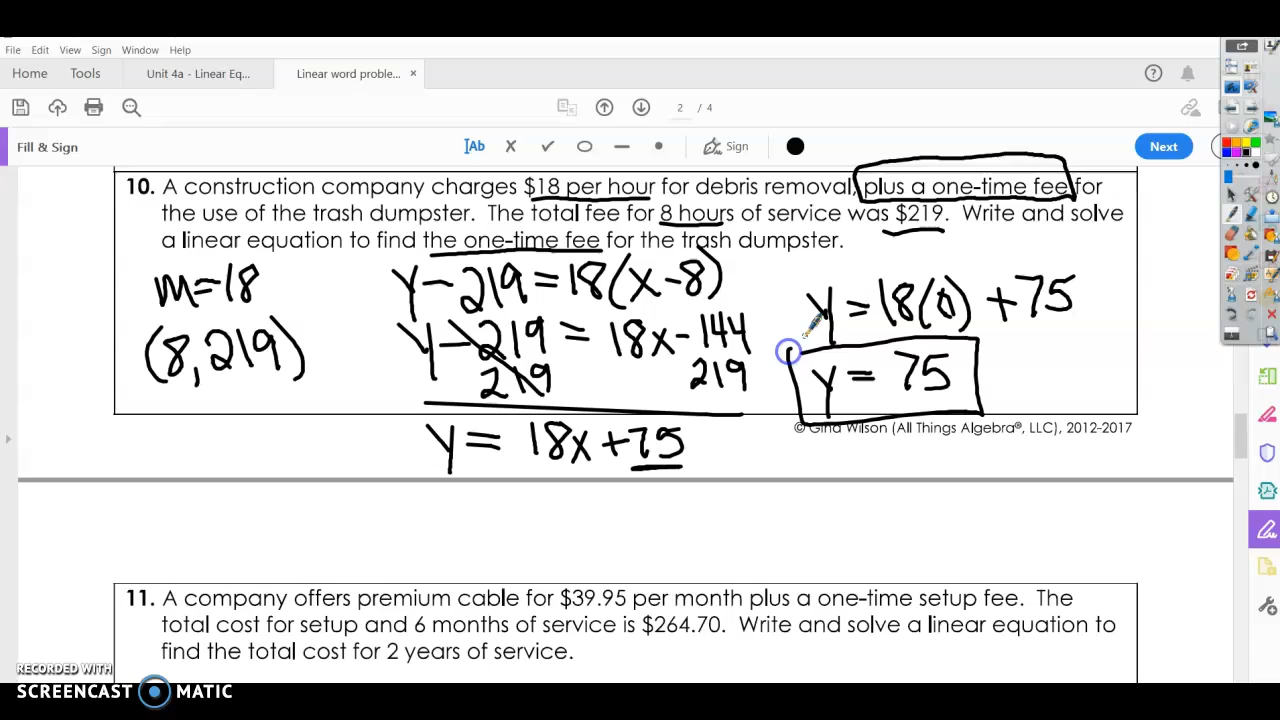 File Edit View Sign Window Help
Home Tools Unit 4a - Linear Eq... Linear word proble... ×
2 / 4
Fill & Sign Ab Sign Next
10. A construction company charges $18 per hour for debris removal, plus a one-time fee for
the use of the trash dumpster. The total fee for 8 hours of service was $219. Write and solve
a linear equation to find the one-time fee for the trash dumpster.
m=18
(8,219)
y-219=18(x-8)
y-219 = 18x-144
219 219
y = 18x+75
y=18(0)+75
y = 75
© Gina Wilson (All Things Algebra®, LLC), 2012-2017
11. A company offers premium cable for $39.95 per month plus a one-time setup fee. The
total cost for setup and 6 months of service is $264.70. Write and solve a linear equation to
find the total cost for 2 years of service.
RECORDED WITH
SCREENCAST MATIC